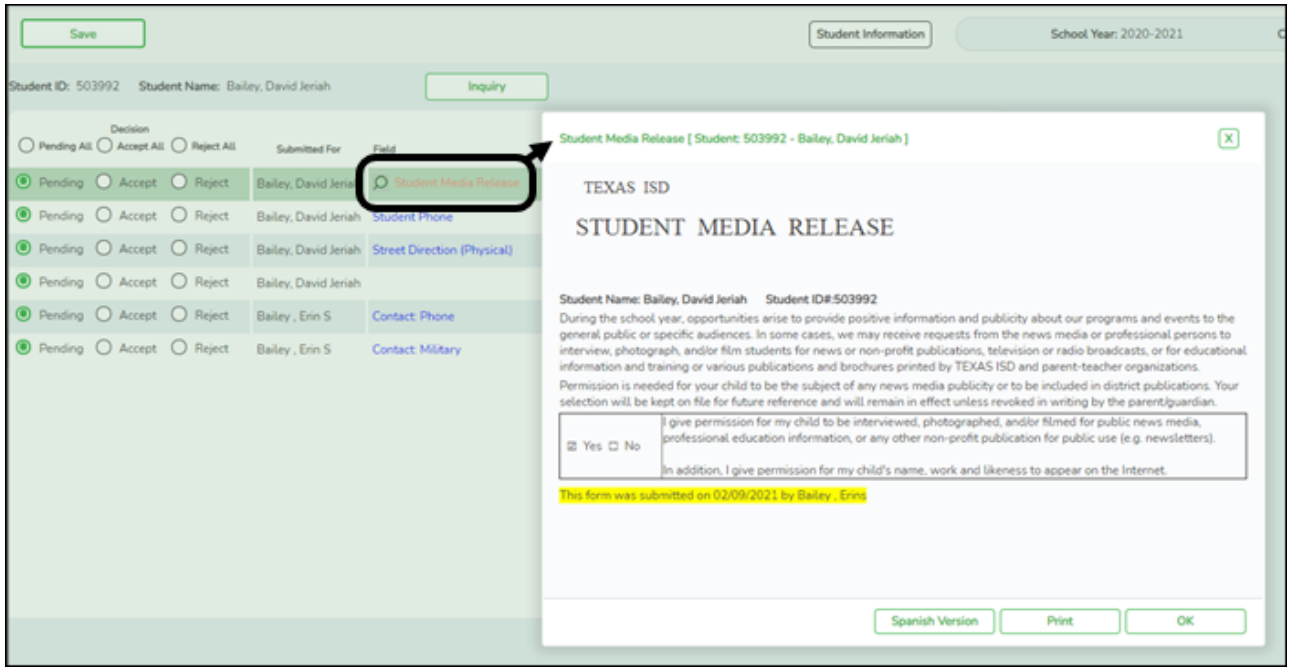 Save
Student Information
School Year: 2020-2021
Student ID: 503992 Student Name: Bailey, David Jeriah
Inquiry
Decision
Pending All Accept All Reject All Submitted For Field
Pending Accept Reject Bailey, David Jeriah Student Media Release
Pending Accept Reject Bailey, David Jeriah Student Phone
Pending Accept Reject Bailey, David Jeriah Street Direction (Physical)
Pending Accept Reject Bailey, David Jeriah
Pending Accept Reject Bailey , Erin S Contact: Phone
Pending Accept Reject Bailey , Erin S Contact: Military
Student Media Release [ Student: 503992 - Bailey, David Jeriah ]
X
TEXAS ISD
STUDENT MEDIA RELEASE
Student Name: Bailey, David Jeriah Student ID#:503992
During the school year, opportunities arise to provide positive information and publicity about our programs and events to the
general public or specific audiences. In some cases, we may receive requests from the news media or professional persons to
interview, photograph, and/or film students for news or non-profit publications, television or radio broadcasts, or for educational
information and training or various publications and brochures printed by TEXAS ISD and parent-teacher organizations.
Permission is needed for your child to be the subject of any news media publicity or to be included in district publications. Your
selection will be kept on file for future reference and will remain in effect unless revoked in writing by the parent/guardian.
I give permission for my child to be interviewed, photographed, and/or filmed for public news media,
professional education information, or any other non-profit publication for public use (e.g. newsletters).
☑ Yes ☐ No
In addition, I give permission for my child's name, work and likeness to appear on the Internet.
This form was submitted on 02/09/2021 by Bailey , Erins
Spanish Version
Print
OK